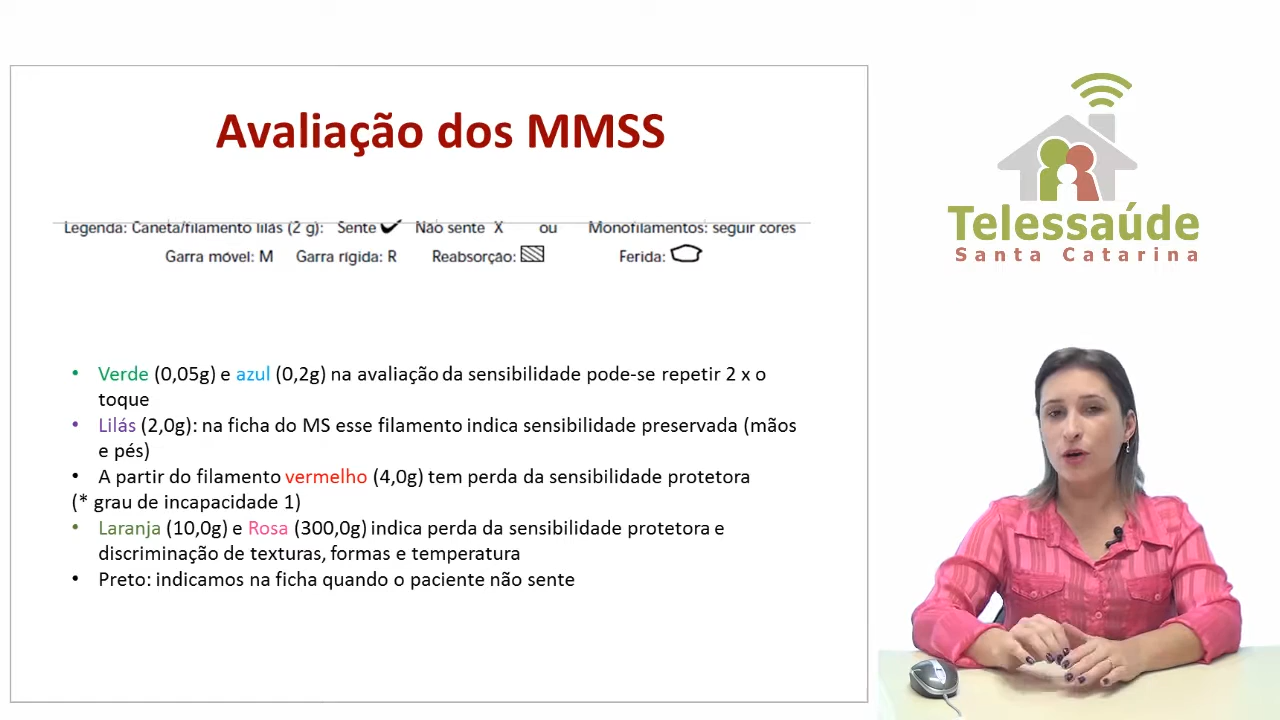 Avaliação dos MMSS
Legenda: Caneta/filamento lilás (2 g): Sente ✔ Não sente X ou Monofilamentos: seguir cores
Garra móvel: M Garra rígida: R Reabsorção: Ferida:
• Verde (0,05g) e azul (0,2g) na avaliação da sensibilidade pode-se repetir 2 x o
toque
• Lilás (2,0g): na ficha do MS esse filamento indica sensibilidade preservada (mãos
e pés)
• A partir do filamento vermelho (4,0g) tem perda da sensibilidade protetora
(* grau de incapacidade 1)
• Laranja (10,0g) e Rosa (300,0g) indica perda da sensibilidade protetora e
discriminação de texturas, formas e temperatura
• Preto: indicamos na ficha quando o paciente não sente
Telessaúde
Santa Catarina